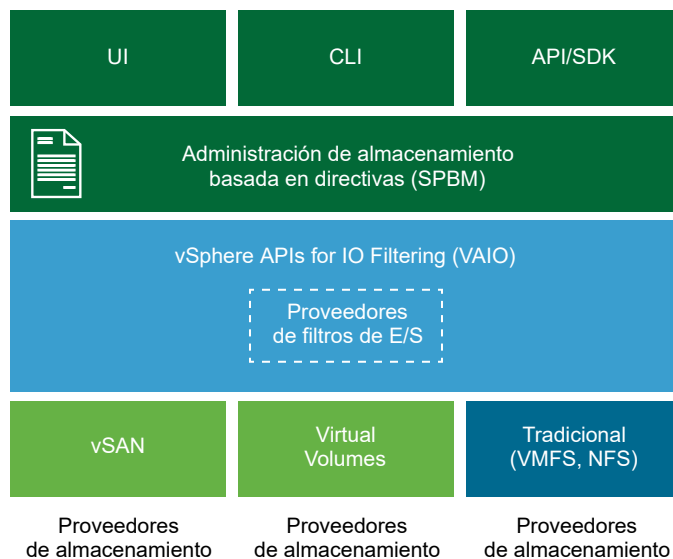 UI
CLI
API/SDK
Administración de almacenamiento
basada en directivas (SPBM)
vSphere APIs for IO Filtering (VAIO)
Proveedores
de filtros de E/S
vSAN
Virtual
Volumes
Tradicional
(VMFS, NFS)
Proveedores
de almacenamiento
Proveedores
de almacenamiento
Proveedores
de almacenamiento